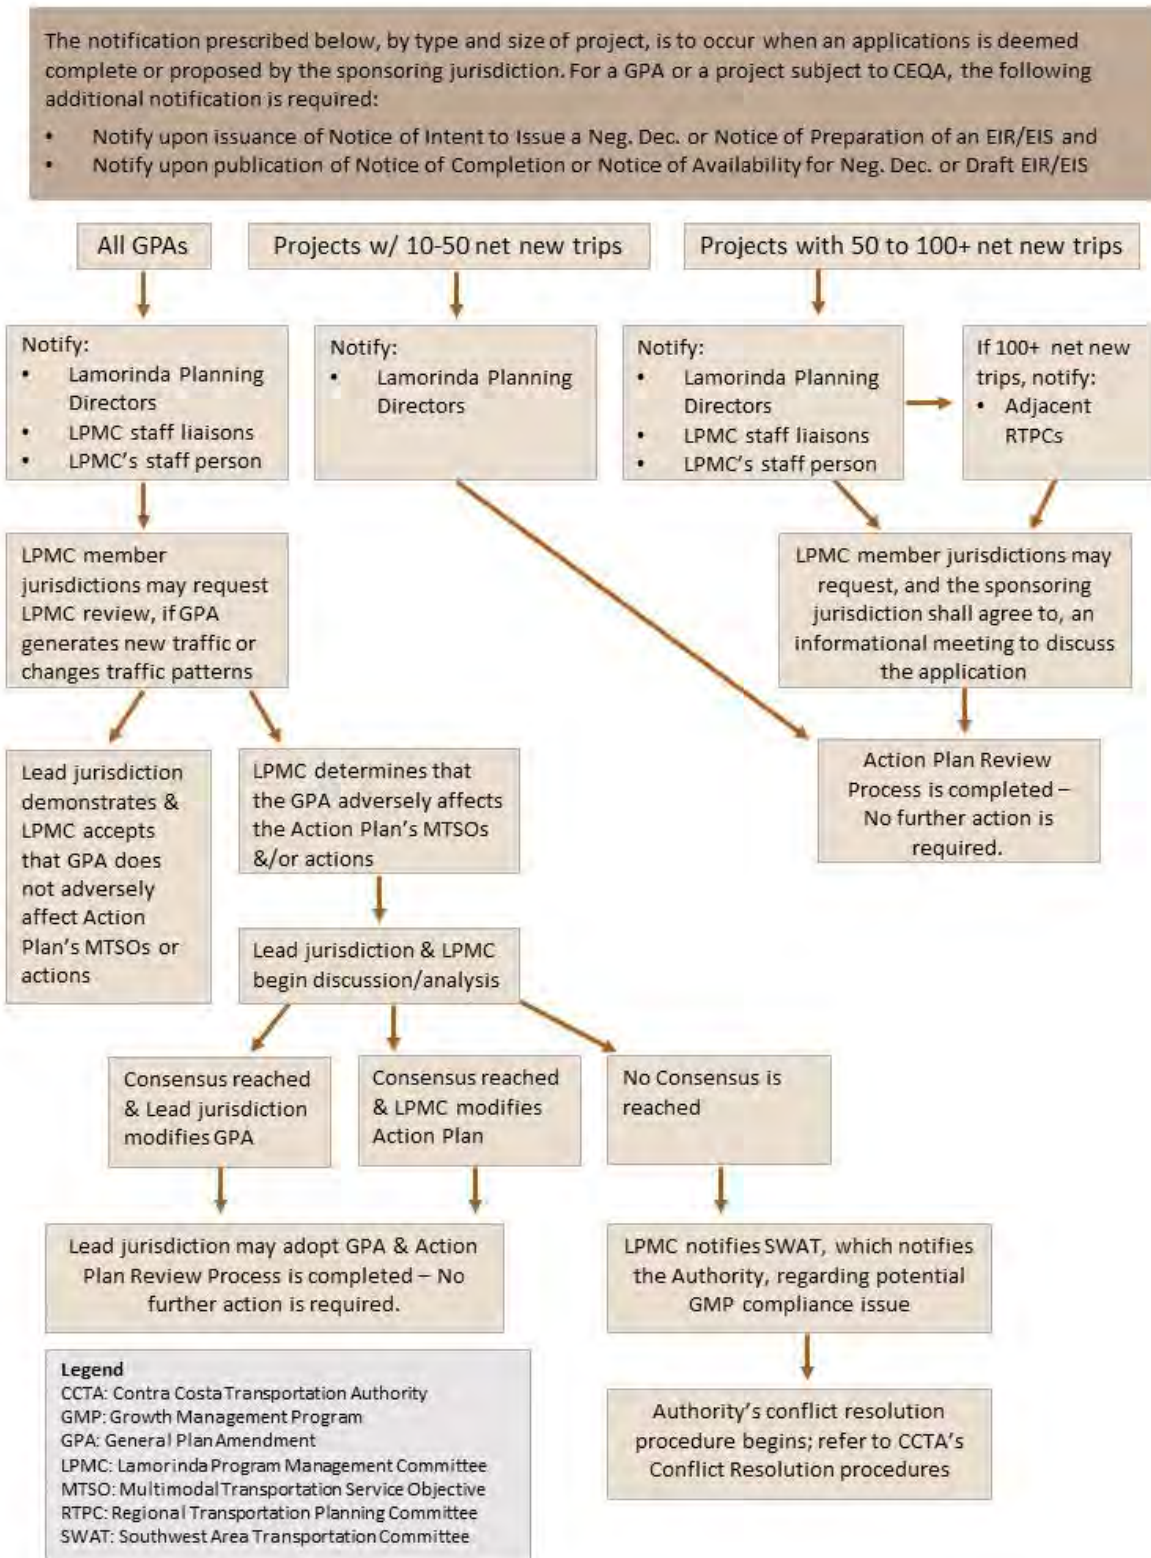 The notification prescribed below, by type and size of project, is to occur when an applications is deemed
complete or proposed by the sponsoring jurisdiction. For a GPA or a project subject to CEQA, the following
additional notification is required:
• Notify upon issuance of Notice of Intent to Issue a Neg. Dec. or Notice of Preparation of an EIR/EIS and
• Notify upon publication of Notice of Completion or Notice of Availability for Neg. Dec. or Draft EIR/EIS
All GPAs
Projects w/ 10-50 net new trips
Projects with 50 to 100+ net new trips
Notify:
• Lamorinda Planning
Directors
• LPMC staff liaisons
• LPMC's staff person
Notify:
• Lamorinda Planning
Directors
Notify:
• Lamorinda Planning
Directors
• LPMC staff liaisons
• LPMC's staff person
If 100+ net new
trips, notify:
• Adjacent
RTPCs
LPMC member
jurisdictions may request
LPMC review, if GPA
generates new traffic or
changes traffic patterns
LPMC member jurisdictions may
request, and the sponsoring
jurisdiction shall agree to, an
informational meeting to discuss
the application
Lead jurisdiction
demonstrates &
LPMC accepts
that GPA does
not adversely
affect Action
Plan's MTSOs or
actions
LPMC determines that
the GPA adversely affects
the Action Plan's MTSOs
&/or actions
Action Plan Review
Process is completed –
No further action is
required.
Lead jurisdiction & LPMC
begin discussion/analysis
Consensus reached
& Lead jurisdiction
modifies GPA
Consensus reached
& LPMC modifies
Action Plan
No Consensus is
reached
Lead jurisdiction may adopt GPA & Action
Plan Review Process is completed – No
further action is required.
LPMC notifies SWAT, which notifies
the Authority, regarding potential
GMP compliance issue
Authority's conflict resolution
procedure begins; refer to CCTA's
Conflict Resolution procedures
Legend
CCTA: Contra Costa Transportation Authority
GMP: Growth Management Program
GPA: General Plan Amendment
LPMC: Lamorinda Program Management Committee
MTSO: Multimodal Transportation Service Objective
RTPC: Regional Transportation Planning Committee
SWAT: Southwest Area Transportation Committee